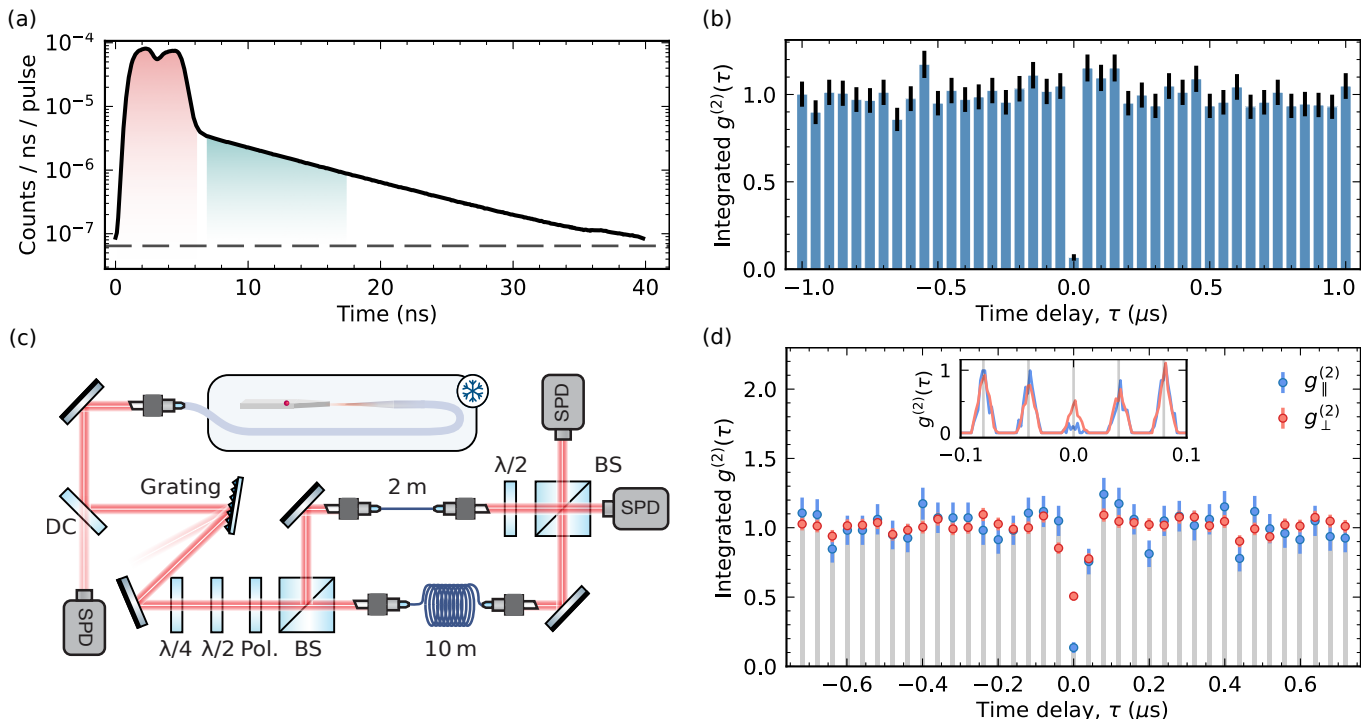 (a)
10⁻⁴
10⁻⁵
10⁻⁶
10⁻⁷
Counts / ns / pulse
0 10 20 30 40
Time (ns)
(b)
1.0
0.5
0.0
Integrated g⁽²⁾(τ)
−1.0 −0.5 0.0 0.5 1.0
Time delay, τ (μs)
(c)
SPD
λ/2
BS
2 m
SPD
Grating
DC
SPD
λ/4 λ/2 Pol. BS
10 m
(d)
2.0
1.5
1.0
0.5
0.0
Integrated g⁽²⁾(τ)
1
0
g⁽²⁾(τ)
−0.1 0.0 0.1
g∥⁽²⁾
g⊥⁽²⁾
−0.6 −0.4 −0.2 0.0 0.2 0.4 0.6
Time delay, τ (μs)